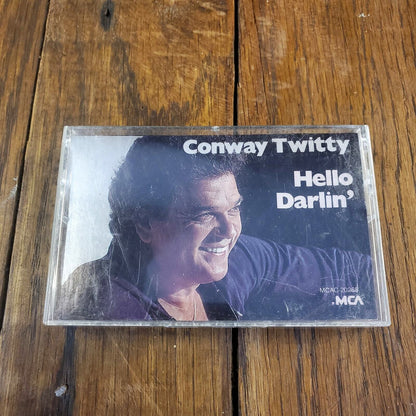 Conway Twitty
Hello
Darlin'
MCA